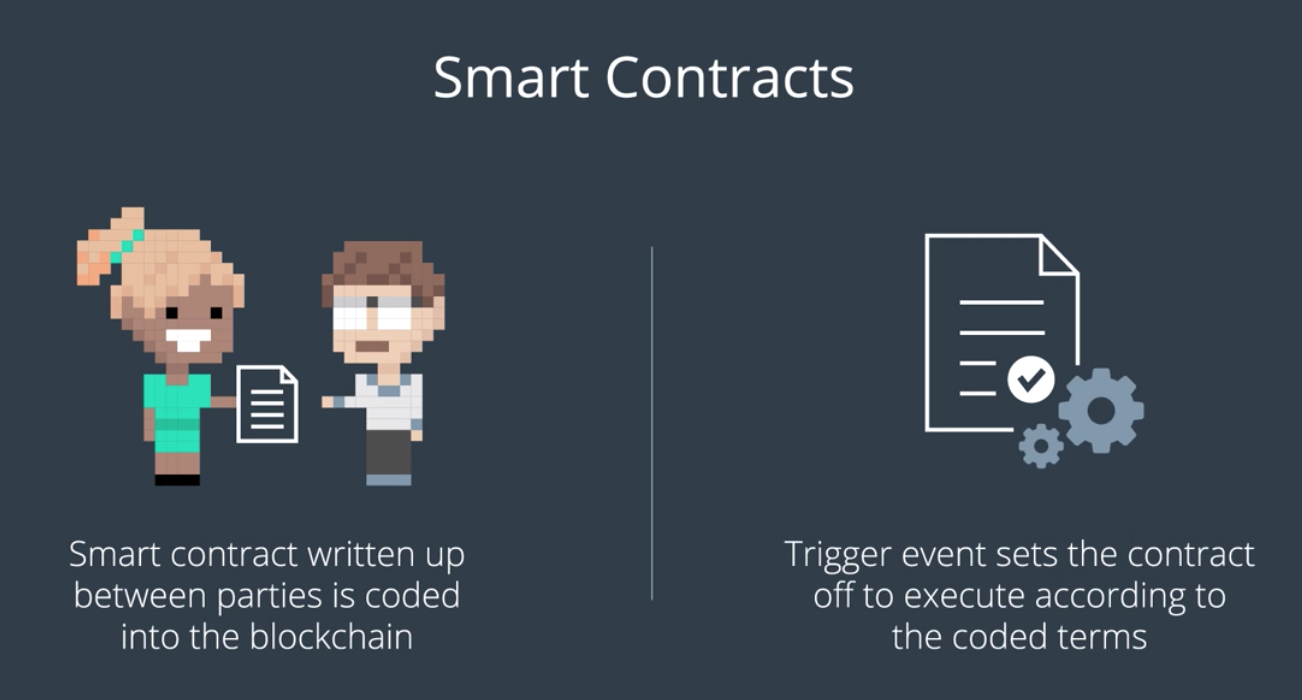 Smart Contracts
Smart contract written up
between parties is coded
into the blockchain
Trigger event sets the contract
off to execute according to
the coded terms